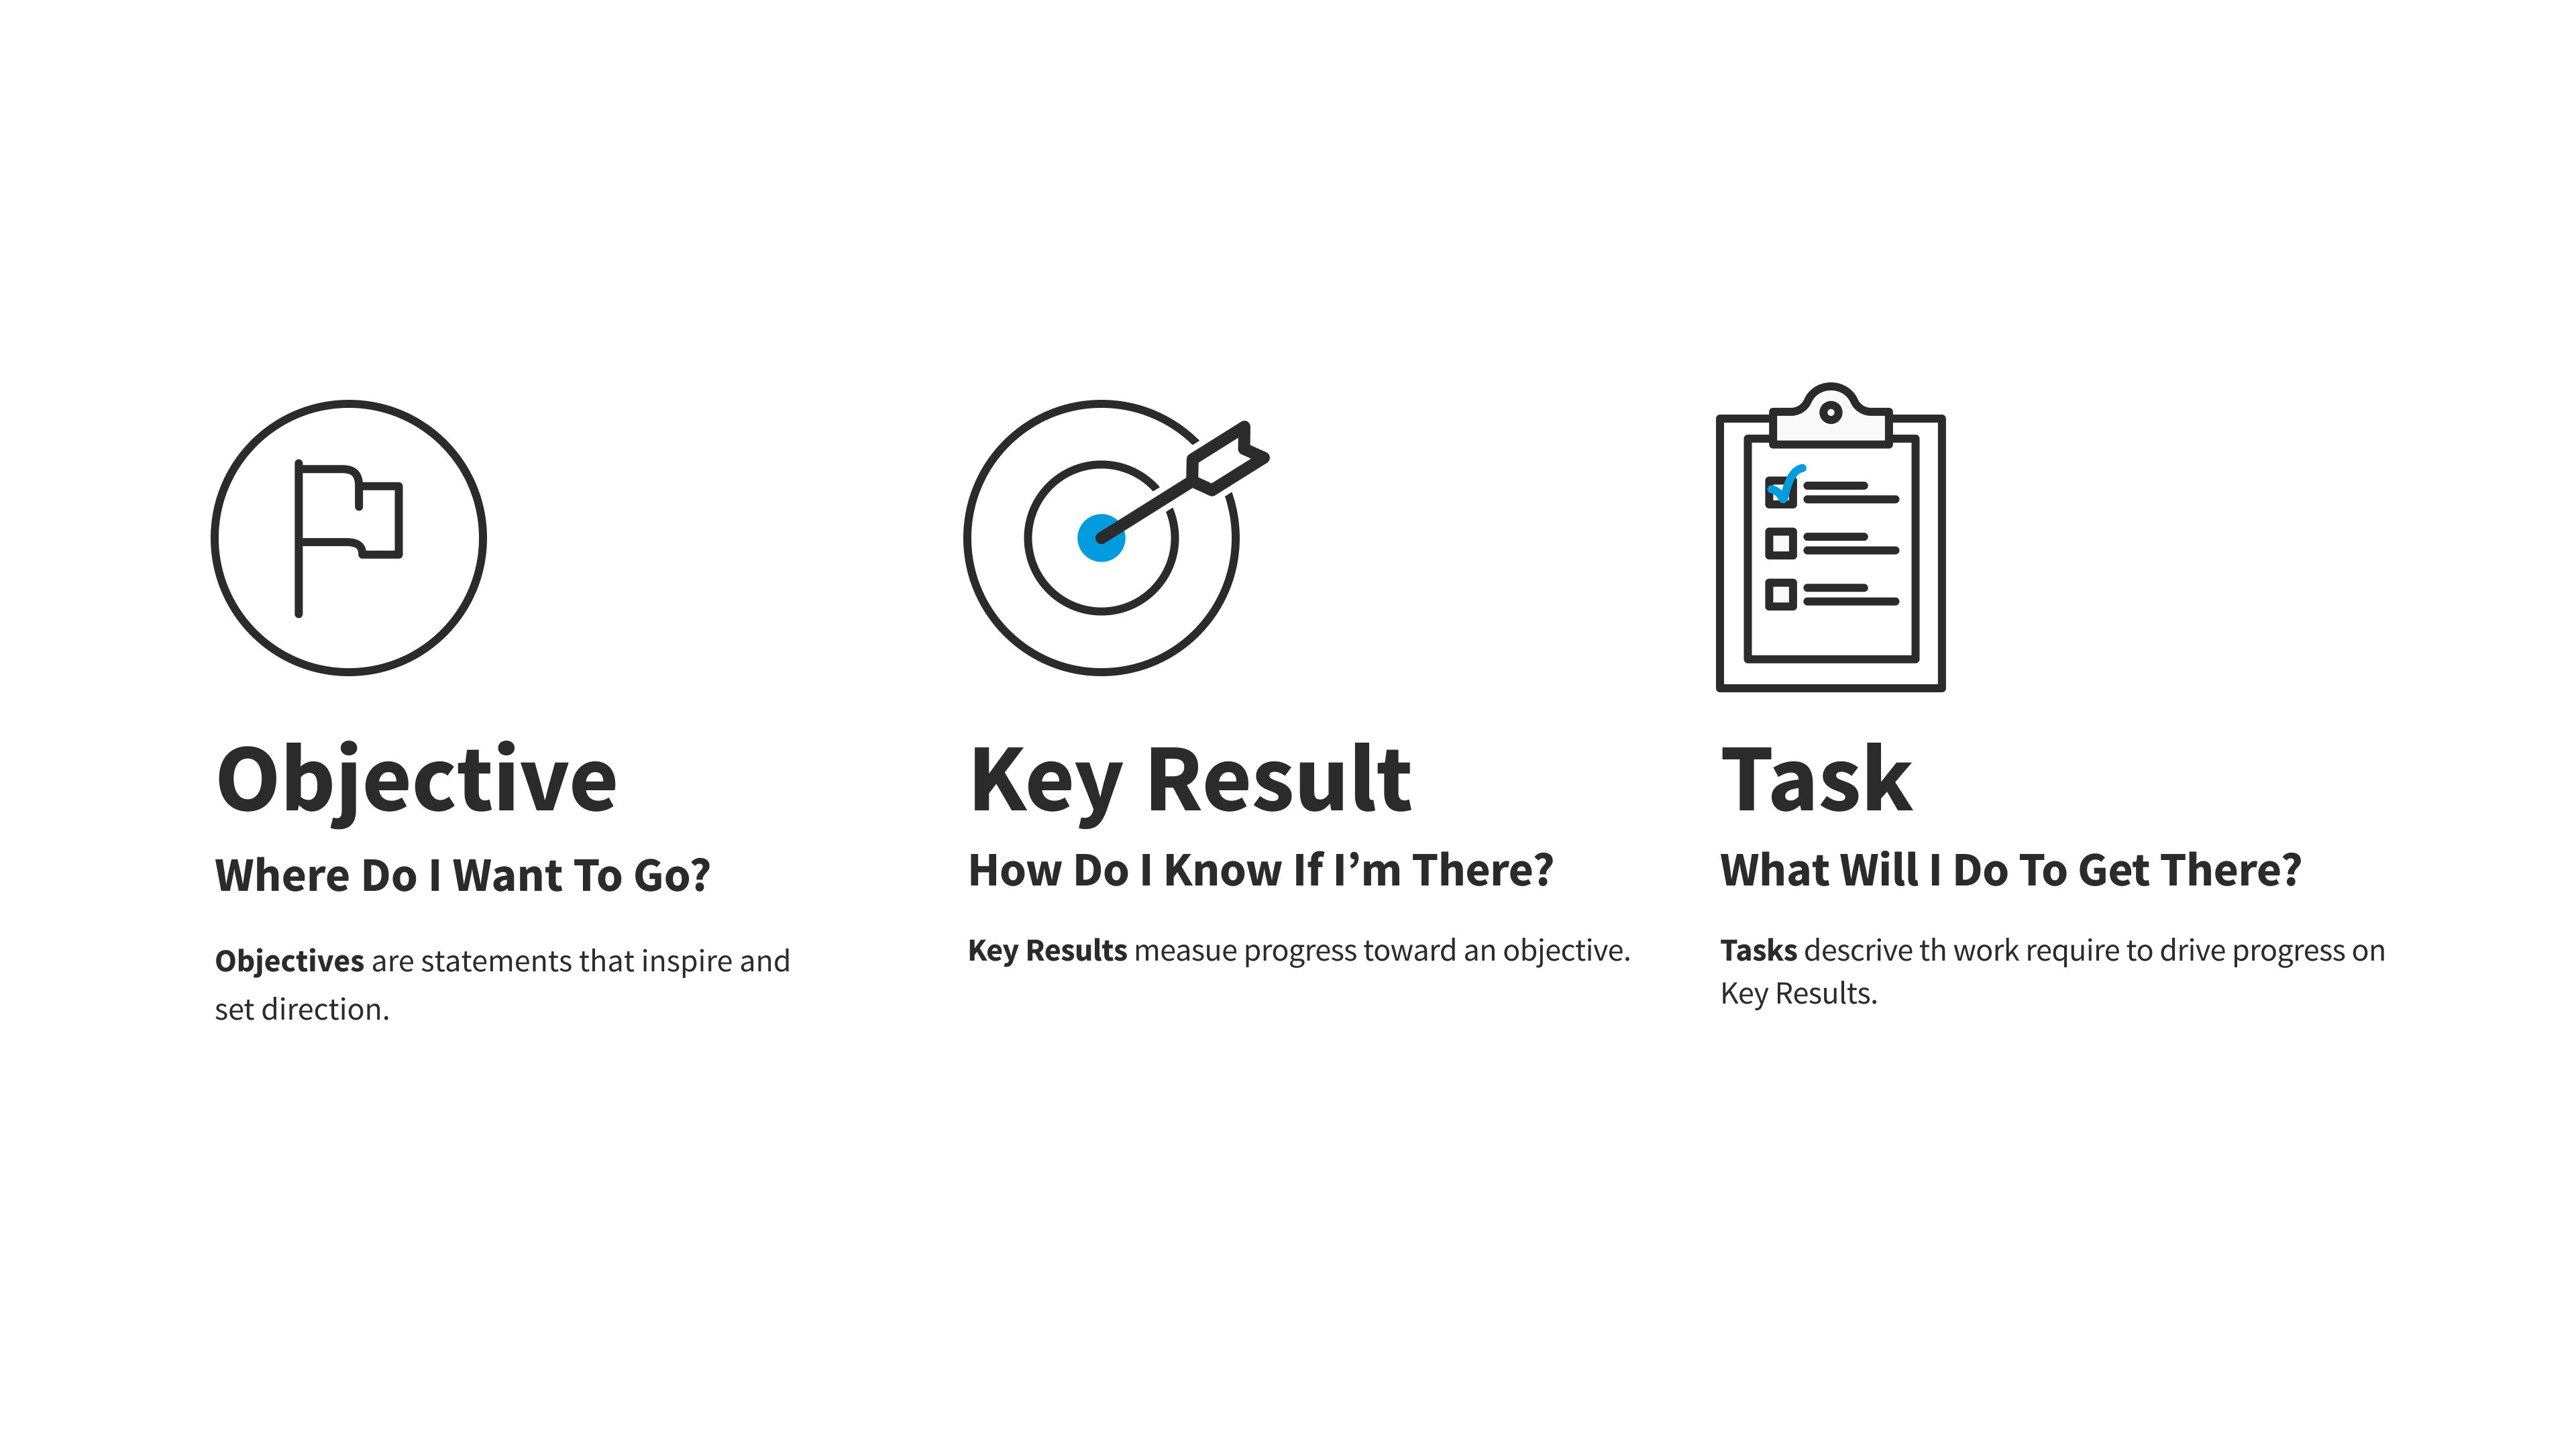 Objective
Where Do I Want To Go?
Objectives are statements that inspire and
set direction.
Key Result
How Do I Know If I’m There?
Key Results measue progress toward an objective.
Task
What Will I Do To Get There?
Tasks descrive th work require to drive progress on
Key Results.